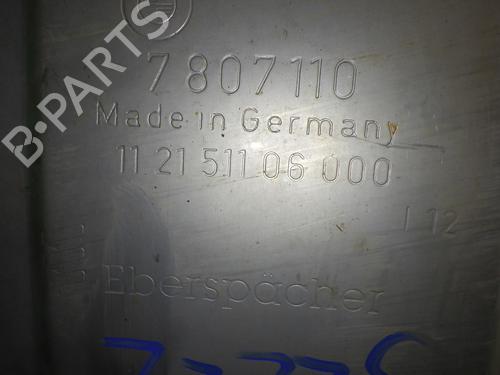 B-PARTS
7 807 110
Made in Germany
11 21 511 06 000
I 12
Eberspächer